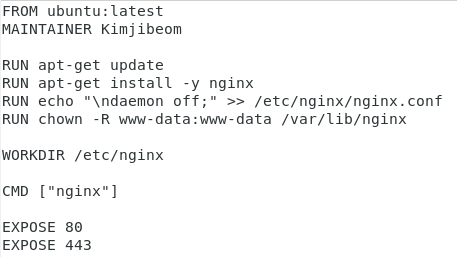 FROM ubuntu:latest
MAINTAINER Kimjibeom
RUN apt-get update
RUN apt-get install -y nginx
RUN echo "\ndaemon off;" >> /etc/nginx/nginx.conf
RUN chown -R www-data:www-data /var/lib/nginx
WORKDIR /etc/nginx
CMD ["nginx"]
EXPOSE 80
EXPOSE 443